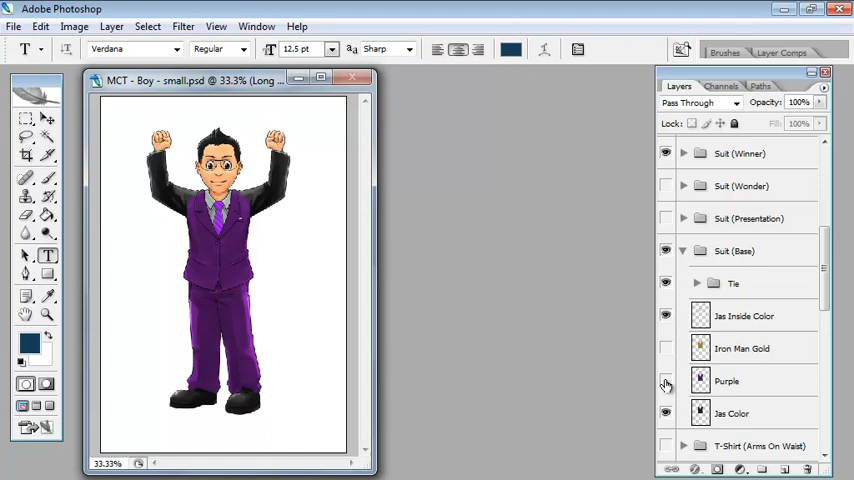 Adobe Photoshop
File Edit Image Layer Select Filter View Window Help
T T Verdana Regular T 12.5 pt aa Sharp Brushes Layer Comps
MCT - Boy - small.psd @ 33.3% (Long ...
Layers Channels Paths
Pass Through Opacity: 100%
Lock: Fill: 100%
Suit (Winner)
Suit (Wonder)
Suit (Presentation)
Suit (Base)
Tie
Jas Inside Color
Iron Man Gold
Purple
Jas Color
T-Shirt (Arms On Waist)
33.33%